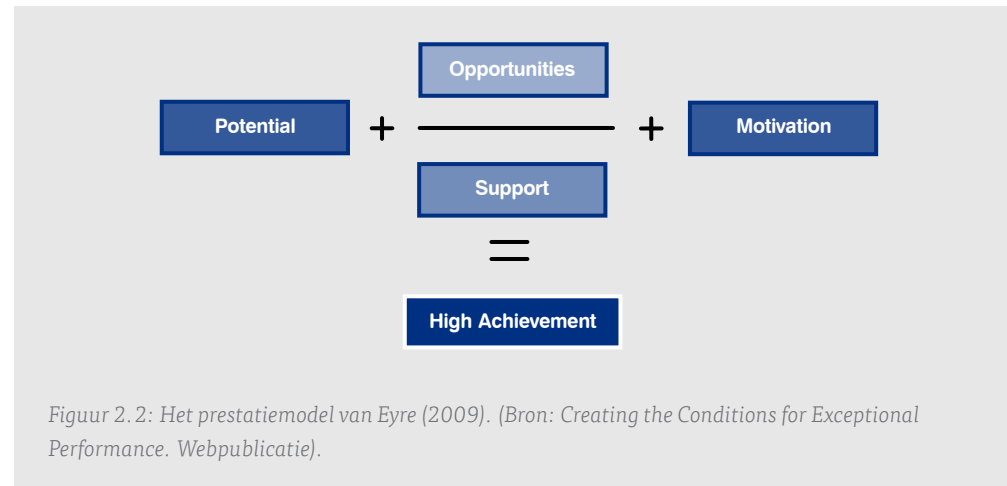 Opportunities
Potential + + Motivation
Support
=
High Achievement
Figuur 2.2: Het prestatiemodel van Eyre (2009). (Bron: Creating the Conditions for Exceptional
Performance. Webpublicatie).